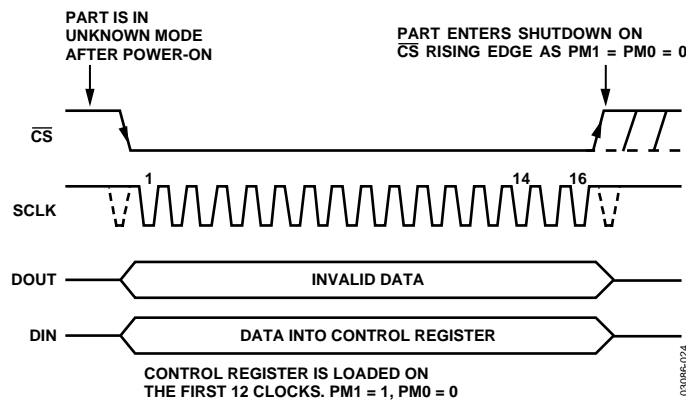 PART IS IN
UNKNOWN MODE
AFTER POWER-ON
PART ENTERS SHUTDOWN ON
CS RISING EDGE AS PM1 = PM0 = 0
CS
1 14 16
SCLK
DOUT INVALID DATA
DIN DATA INTO CONTROL REGISTER
CONTROL REGISTER IS LOADED ON
THE FIRST 12 CLOCKS. PM1 = 1, PM0 = 0
03086-024